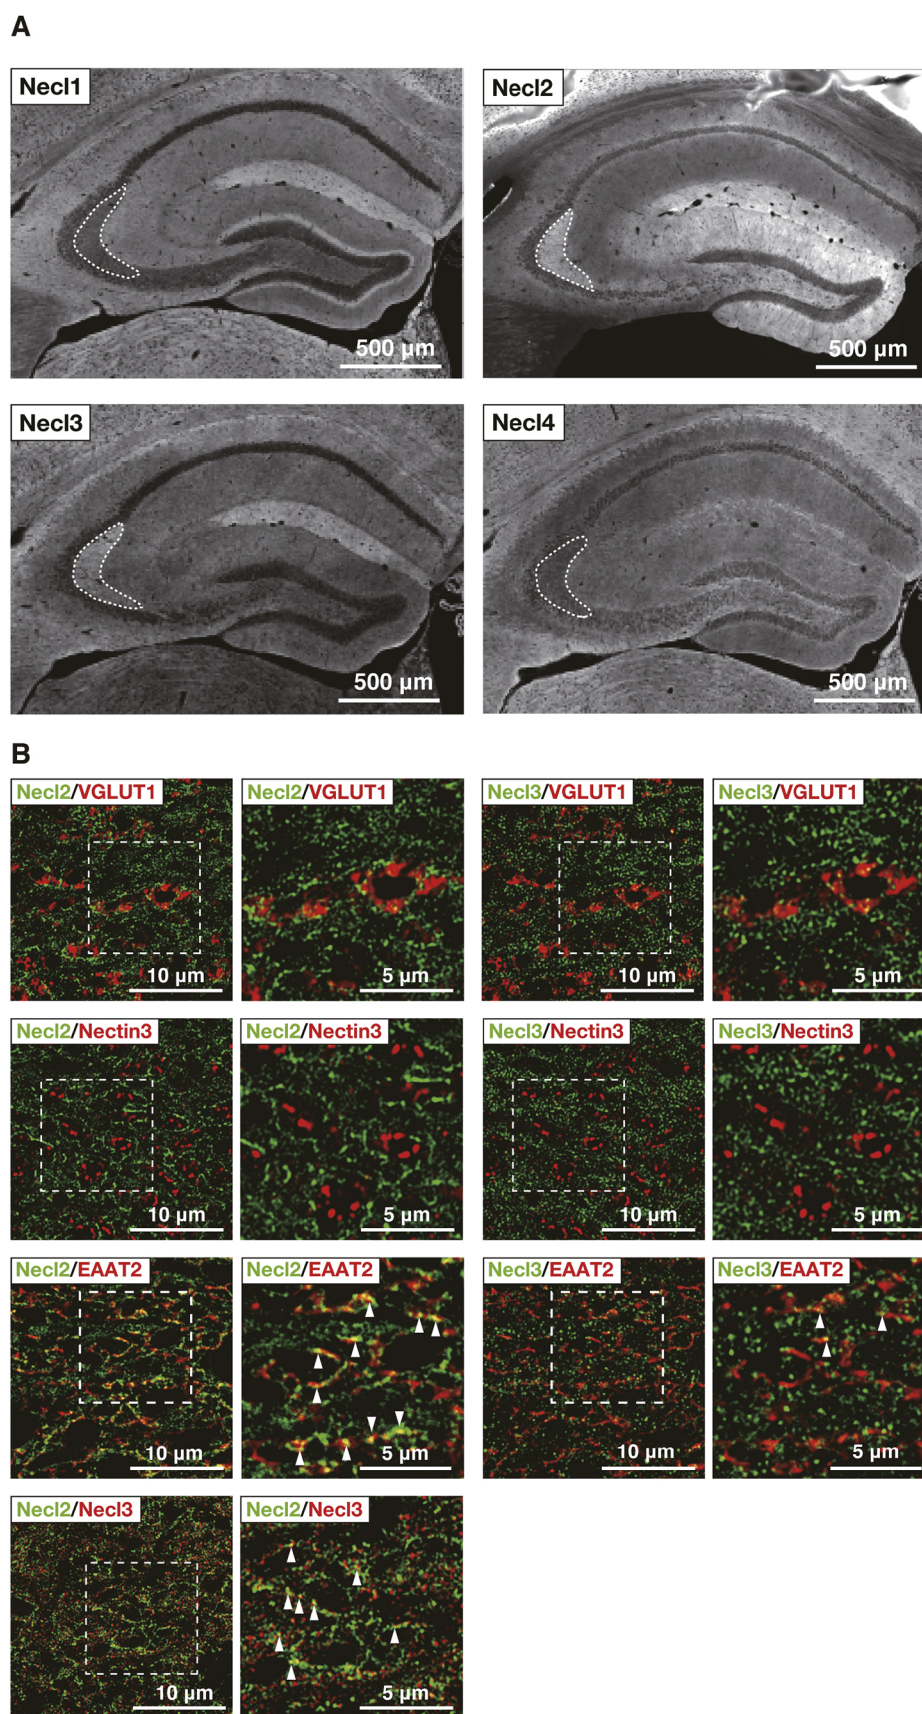 A
Necl1
Necl2
500 µm
500 µm
Necl3
Necl4
500 µm
500 µm
B
Necl2/VGLUT1
Necl2/VGLUT1
Necl3/VGLUT1
Necl3/VGLUT1
10 µm
5 µm
10 µm
5 µm
Necl2/Nectin3
Necl2/Nectin3
Necl3/Nectin3
Necl3/Nectin3
10 µm
5 µm
10 µm
5 µm
Necl2/EAAT2
Necl2/EAAT2
Necl3/EAAT2
Necl3/EAAT2
10 µm
5 µm
10 µm
5 µm
Necl2/Necl3
Necl2/Necl3
10 µm
5 µm